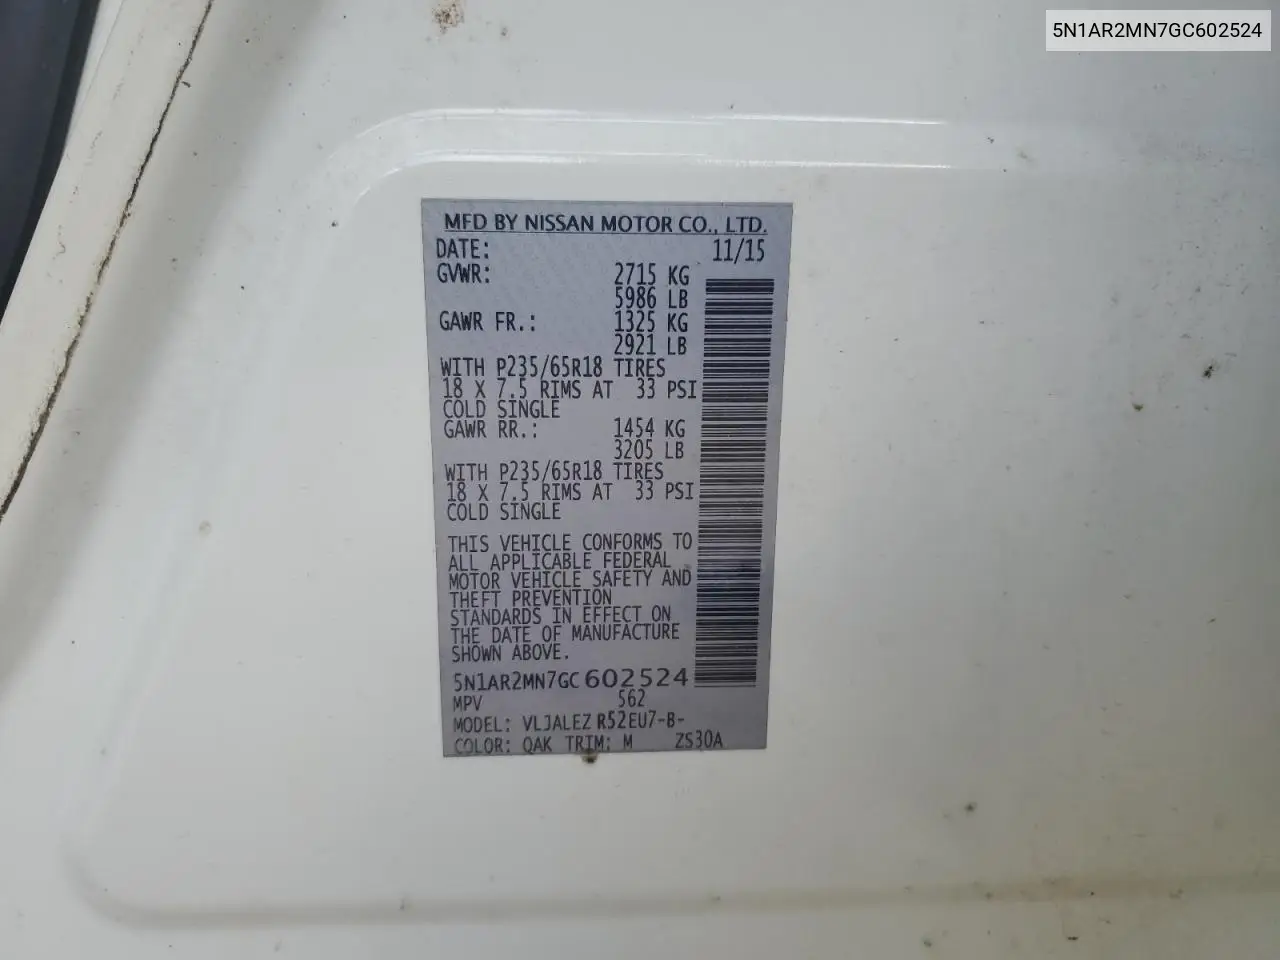 5N1AR2MN7GC602524
MFD BY NISSAN MOTOR CO., LTD.
DATE: 11/15
GVWR: 2715 KG
5986 LB
GAWR FR.: 1325 KG
2921 LB
WITH P235/65R18 TIRES
18 X 7.5 RIMS AT 33 PSI
COLD SINGLE
GAWR RR.: 1454 KG
3205 LB
WITH P235/65R18 TIRES
18 X 7.5 RIMS AT 33 PSI
COLD SINGLE
THIS VEHICLE CONFORMS TO
ALL APPLICABLE FEDERAL
MOTOR VEHICLE SAFETY AND
THEFT PREVENTION
STANDARDS IN EFFECT ON
THE DATE OF MANUFACTURE
SHOWN ABOVE.
5N1AR2MN7GC 602524
MPV 562
MODEL: VLJALEZ R52EU7-B-
COLOR: QAK TRIM: M ZS30A